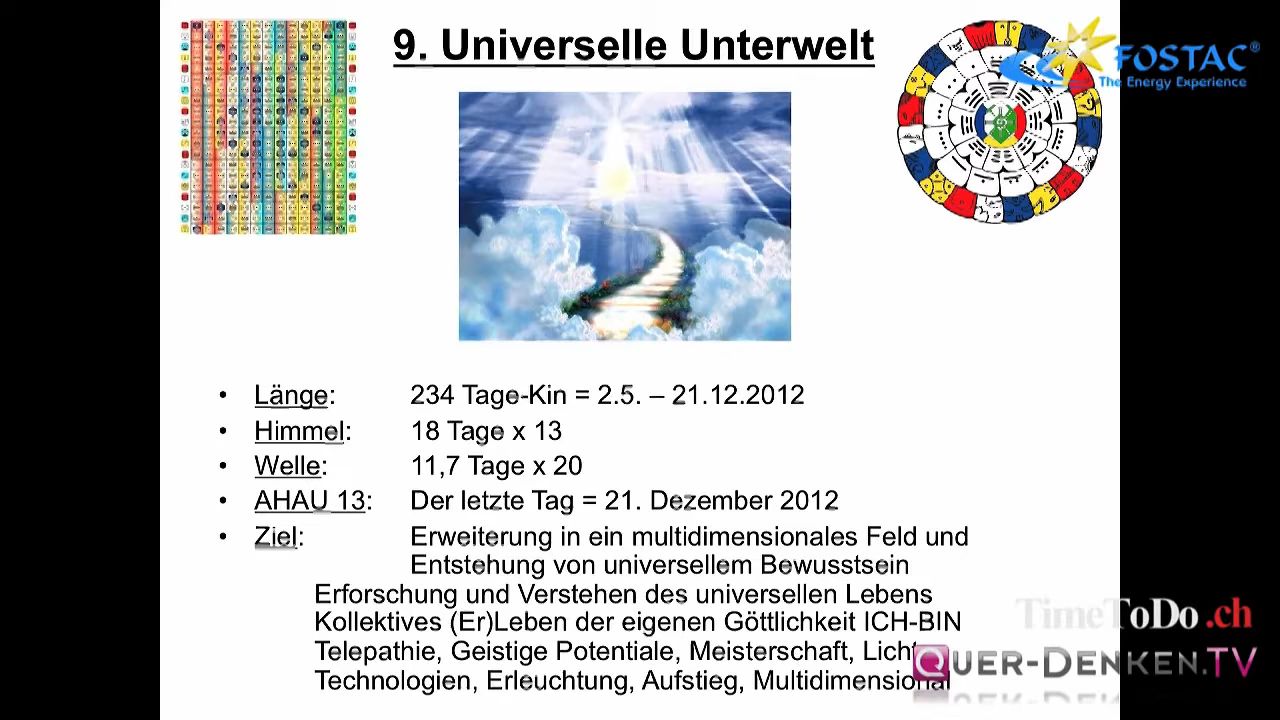 9. Universelle Unterwelt
FOSTAC®
The Energy Experience
• Länge: 234 Tage-Kin = 2.5. – 21.12.2012
• Himmel: 18 Tage x 13
• Welle: 11,7 Tage x 20
• AHAU 13: Der letzte Tag = 21. Dezember 2012
• Ziel: Erweiterung in ein multidimensionales Feld und
Entstehung von universellem Bewusstsein
Erforschung und Verstehen des universellen Lebens
Kollektives (Er)Leben der eigenen Göttlichkeit ICH-BIN
Telepathie, Geistige Potentiale, Meisterschaft, Licht
Technologien, Erleuchtung, Aufstieg, Multidimensional
TimeToDo.ch
QUER-DENKEN.TV